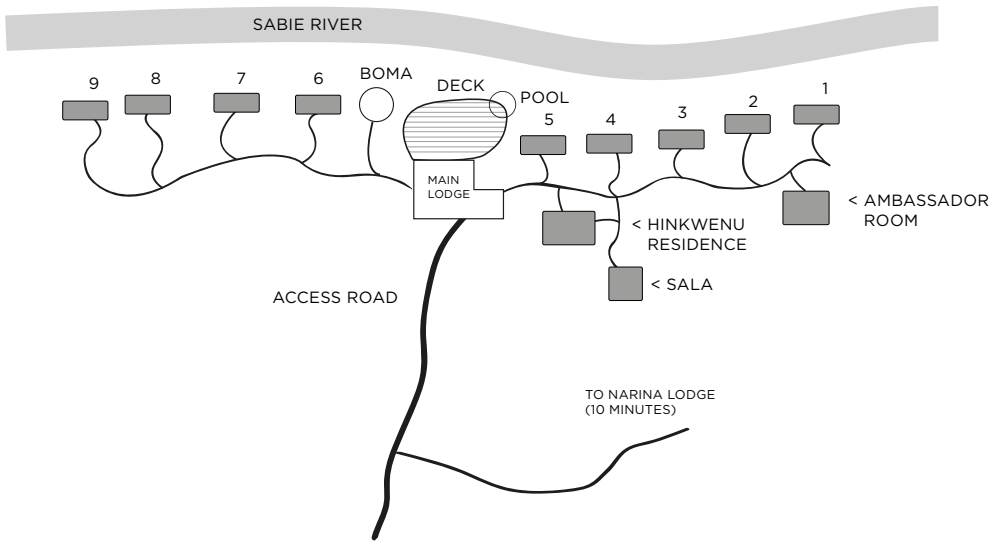 SABIE RIVER
9
8
7
6
BOMA
DECK
POOL
5
4
3
2
1
MAIN
LODGE
< AMBASSADOR
ROOM
< HINKWENU
RESIDENCE
< SALA
ACCESS ROAD
TO NARINA LODGE
(10 MINUTES)